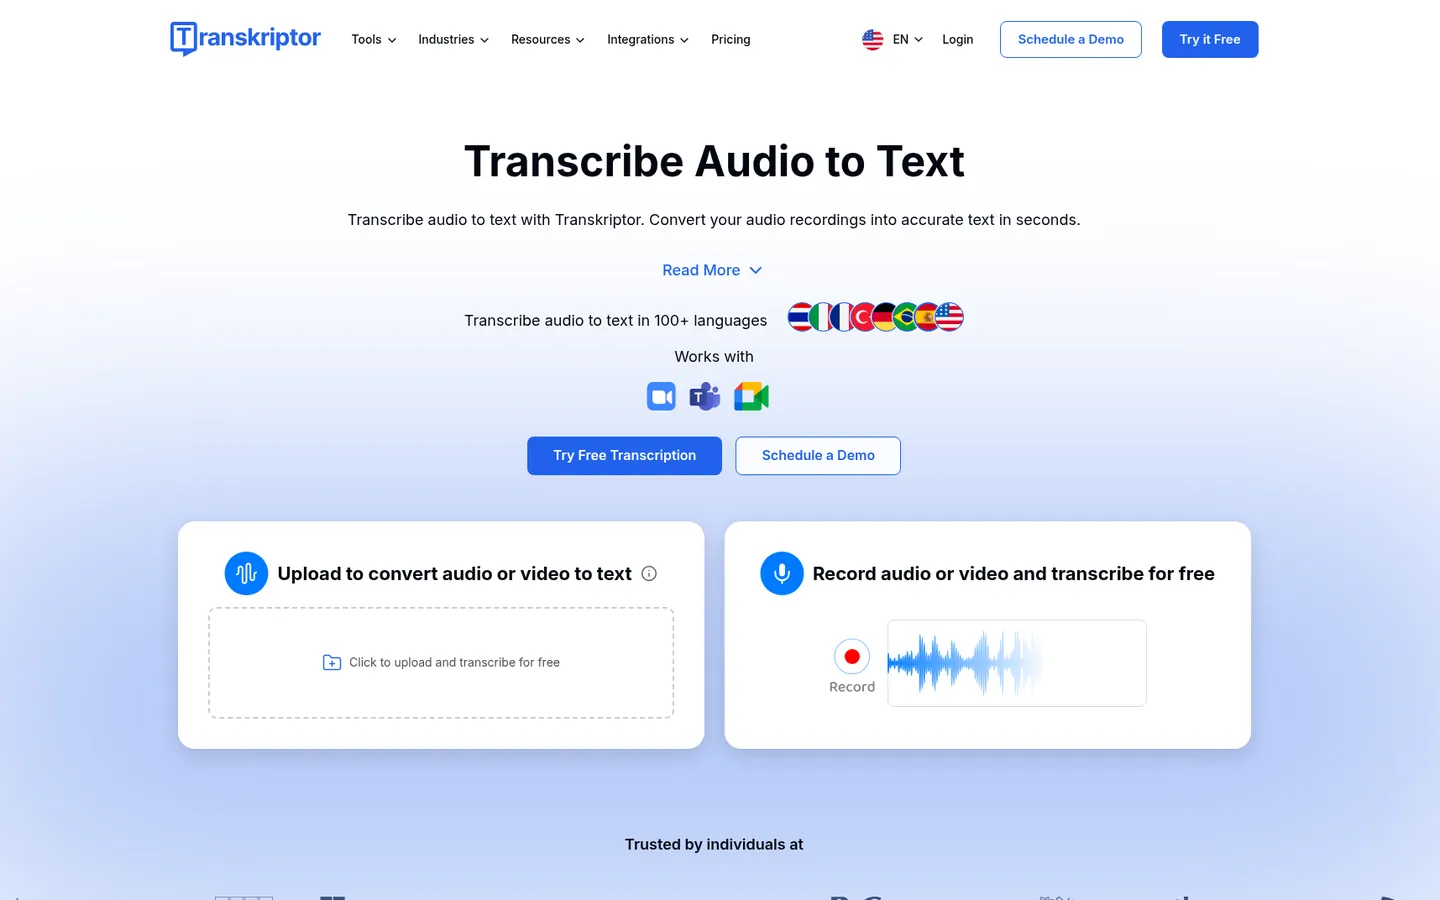 Transkriptor
Tools
Industries
Resources
Integrations
Pricing
EN
Login
Schedule a Demo
Try it Free
Transcribe Audio to Text
Transcribe audio to text with Transkriptor. Convert your audio recordings into accurate text in seconds.
Read More
Transcribe audio to text in 100+ languages
Works with
T
Try Free Transcription
Schedule a Demo
Upload to convert audio or video to text
Click to upload and transcribe for free
Record audio or video and transcribe for free
Record
Trusted by individuals at